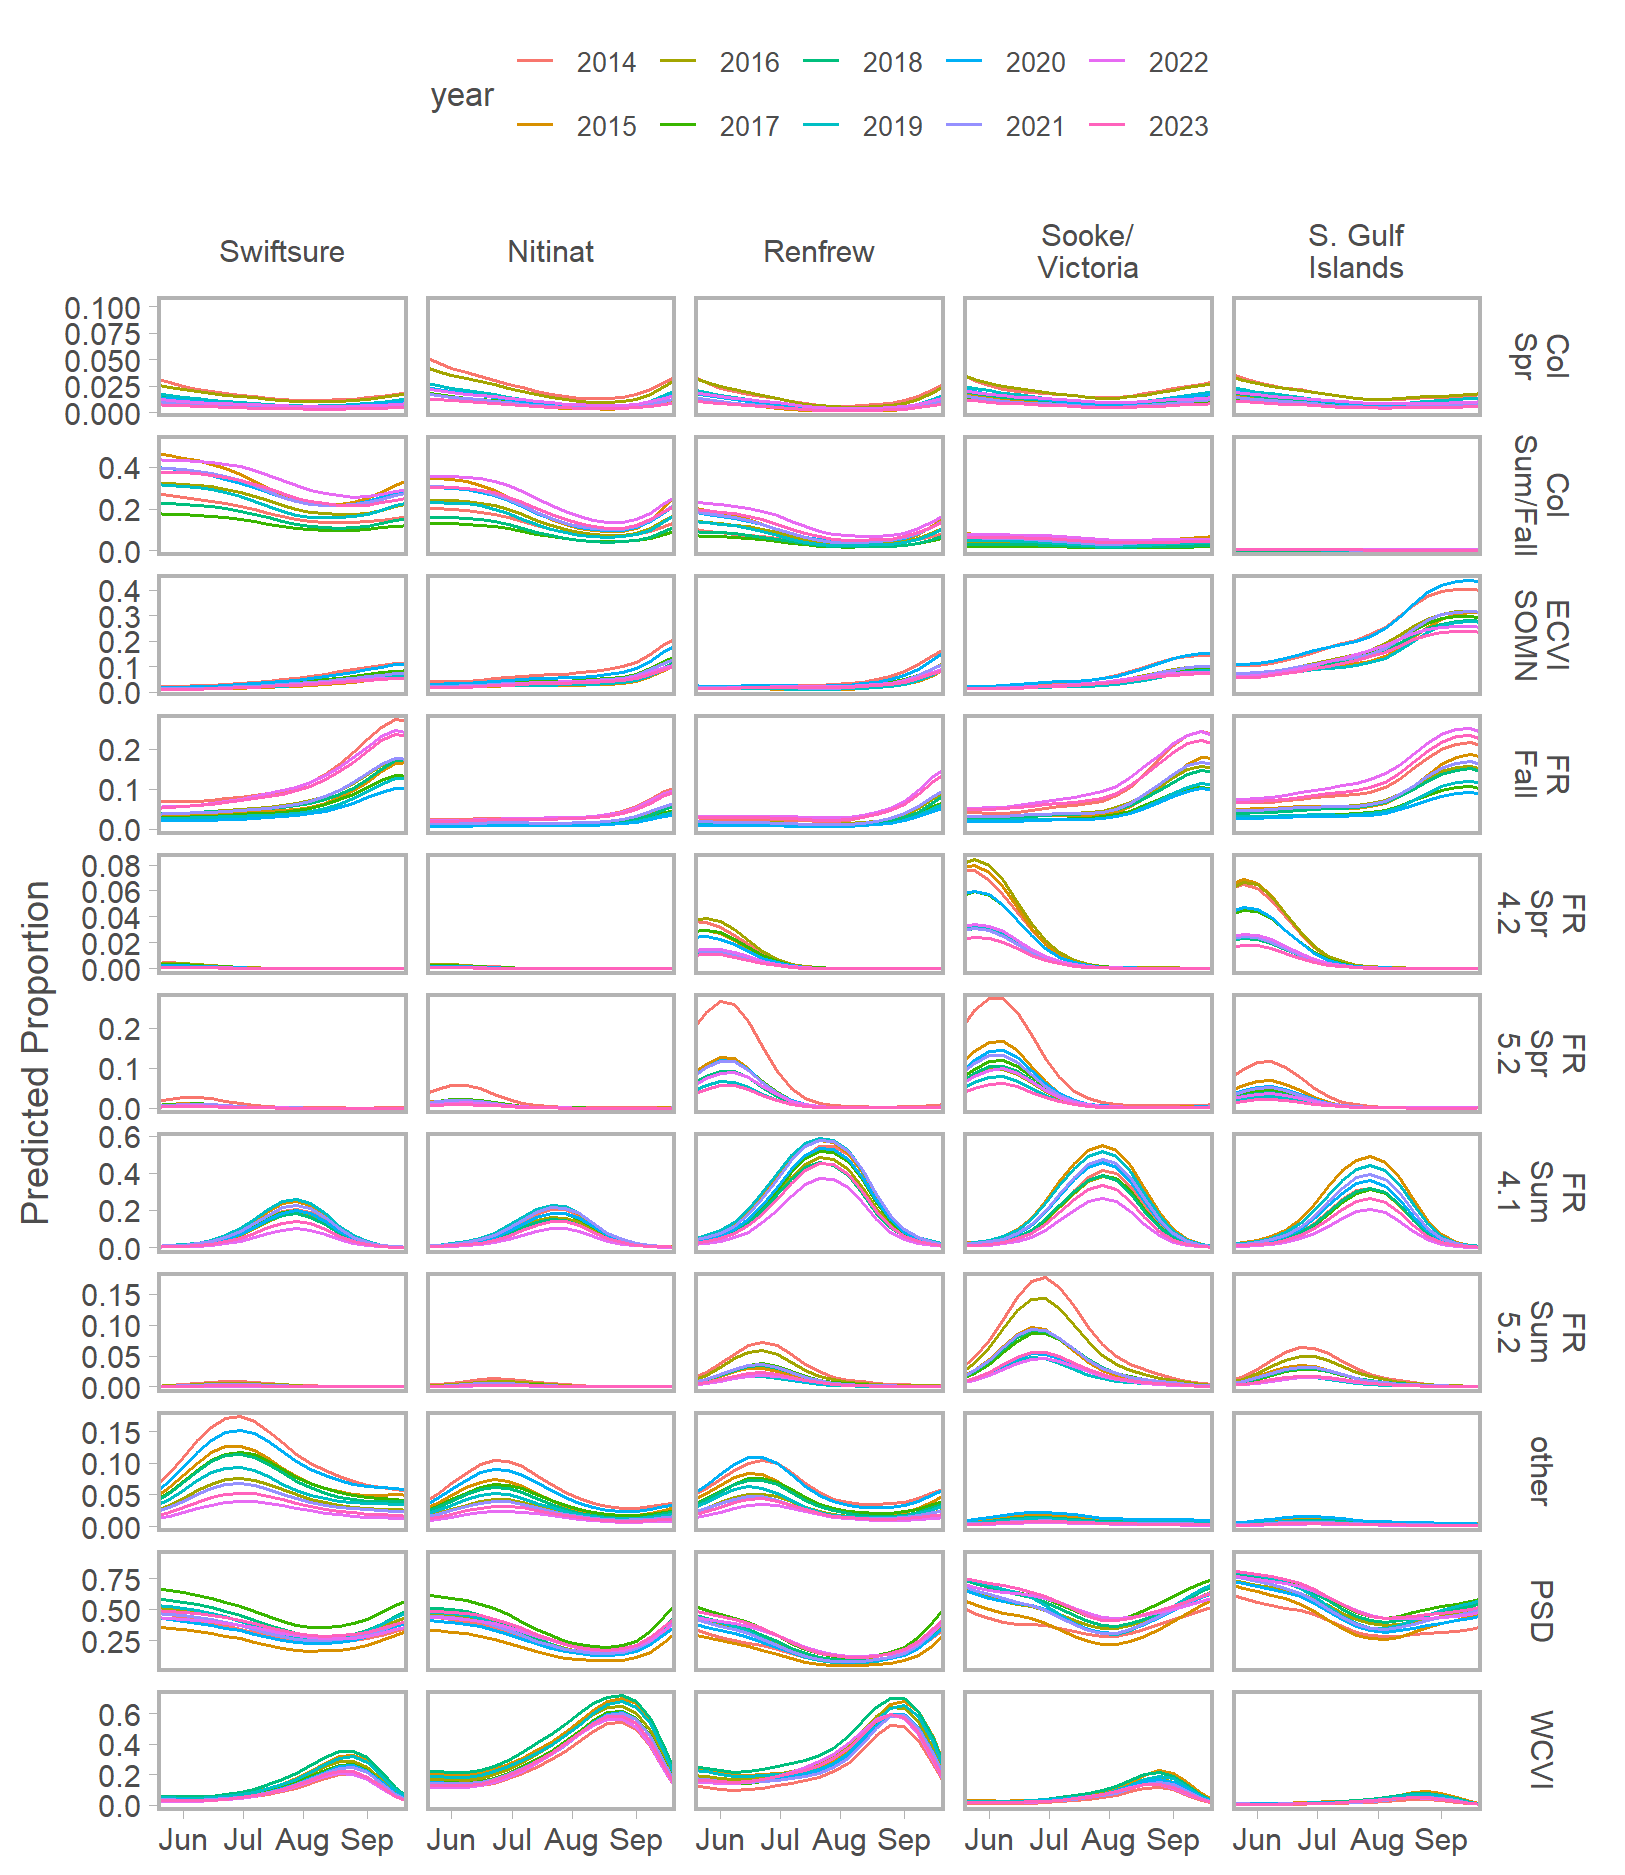 year
2014 2016 2018 2020 2022
2015 2017 2019 2021 2023
Swiftsure Nitinat Renfrew Sooke/ Victoria S. Gulf Islands
Predicted Proportion
0.100
0.075
0.050
0.025
0.000
Col
Spr
0.4
0.2
0.0
Col
Sum/Fall
0.4
0.3
0.2
0.1
0.0
ECVI
SOMN
0.2
0.1
0.0
FR
Fall
0.08
0.06
0.04
0.02
0.00
FR
Spr
4.2
0.2
0.1
0.0
FR
Spr
5.2
0.6
0.4
0.2
0.0
FR
Sum
4.1
0.15
0.10
0.05
0.00
FR
Sum
5.2
0.15
0.10
0.05
0.00
other
0.75
0.50
0.25
PSD
0.6
0.4
0.2
0.0
WCVI
Jun Jul Aug Sep Jun Jul Aug Sep Jun Jul Aug Sep Jun Jul Aug Sep Jun Jul Aug Sep